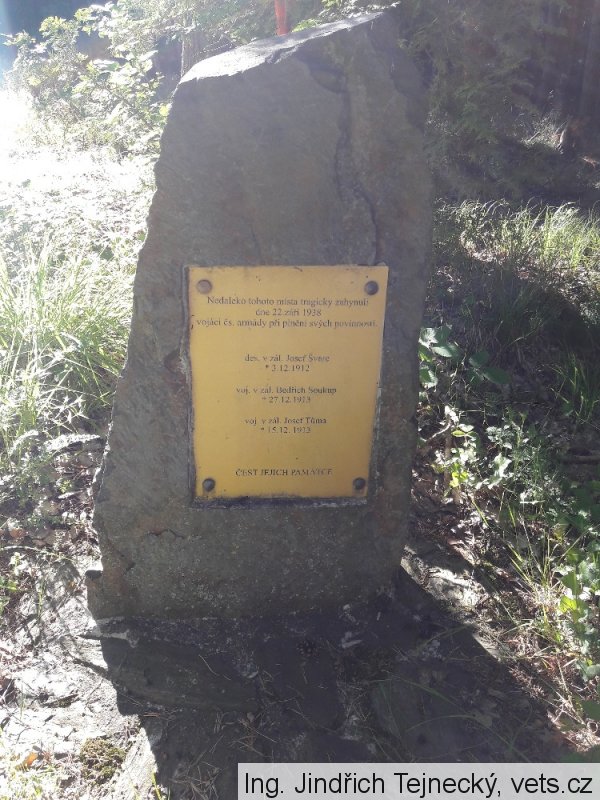 Nedaleko tohoto místa tragicky zahynuli
dne 22.září 1938
vojáci čs. armády při plnění svých povinností.
des. v zál. Josef Švarc
* 3.12.1912
voj. v zál. Bedřich Soukup
* 27.12.1913
voj. v zál. Josef Tůma
* 15.12. 1913
ČEST JEJICH PAMÁTCE
Ing. Jindřich Tejnecký, vets.cz